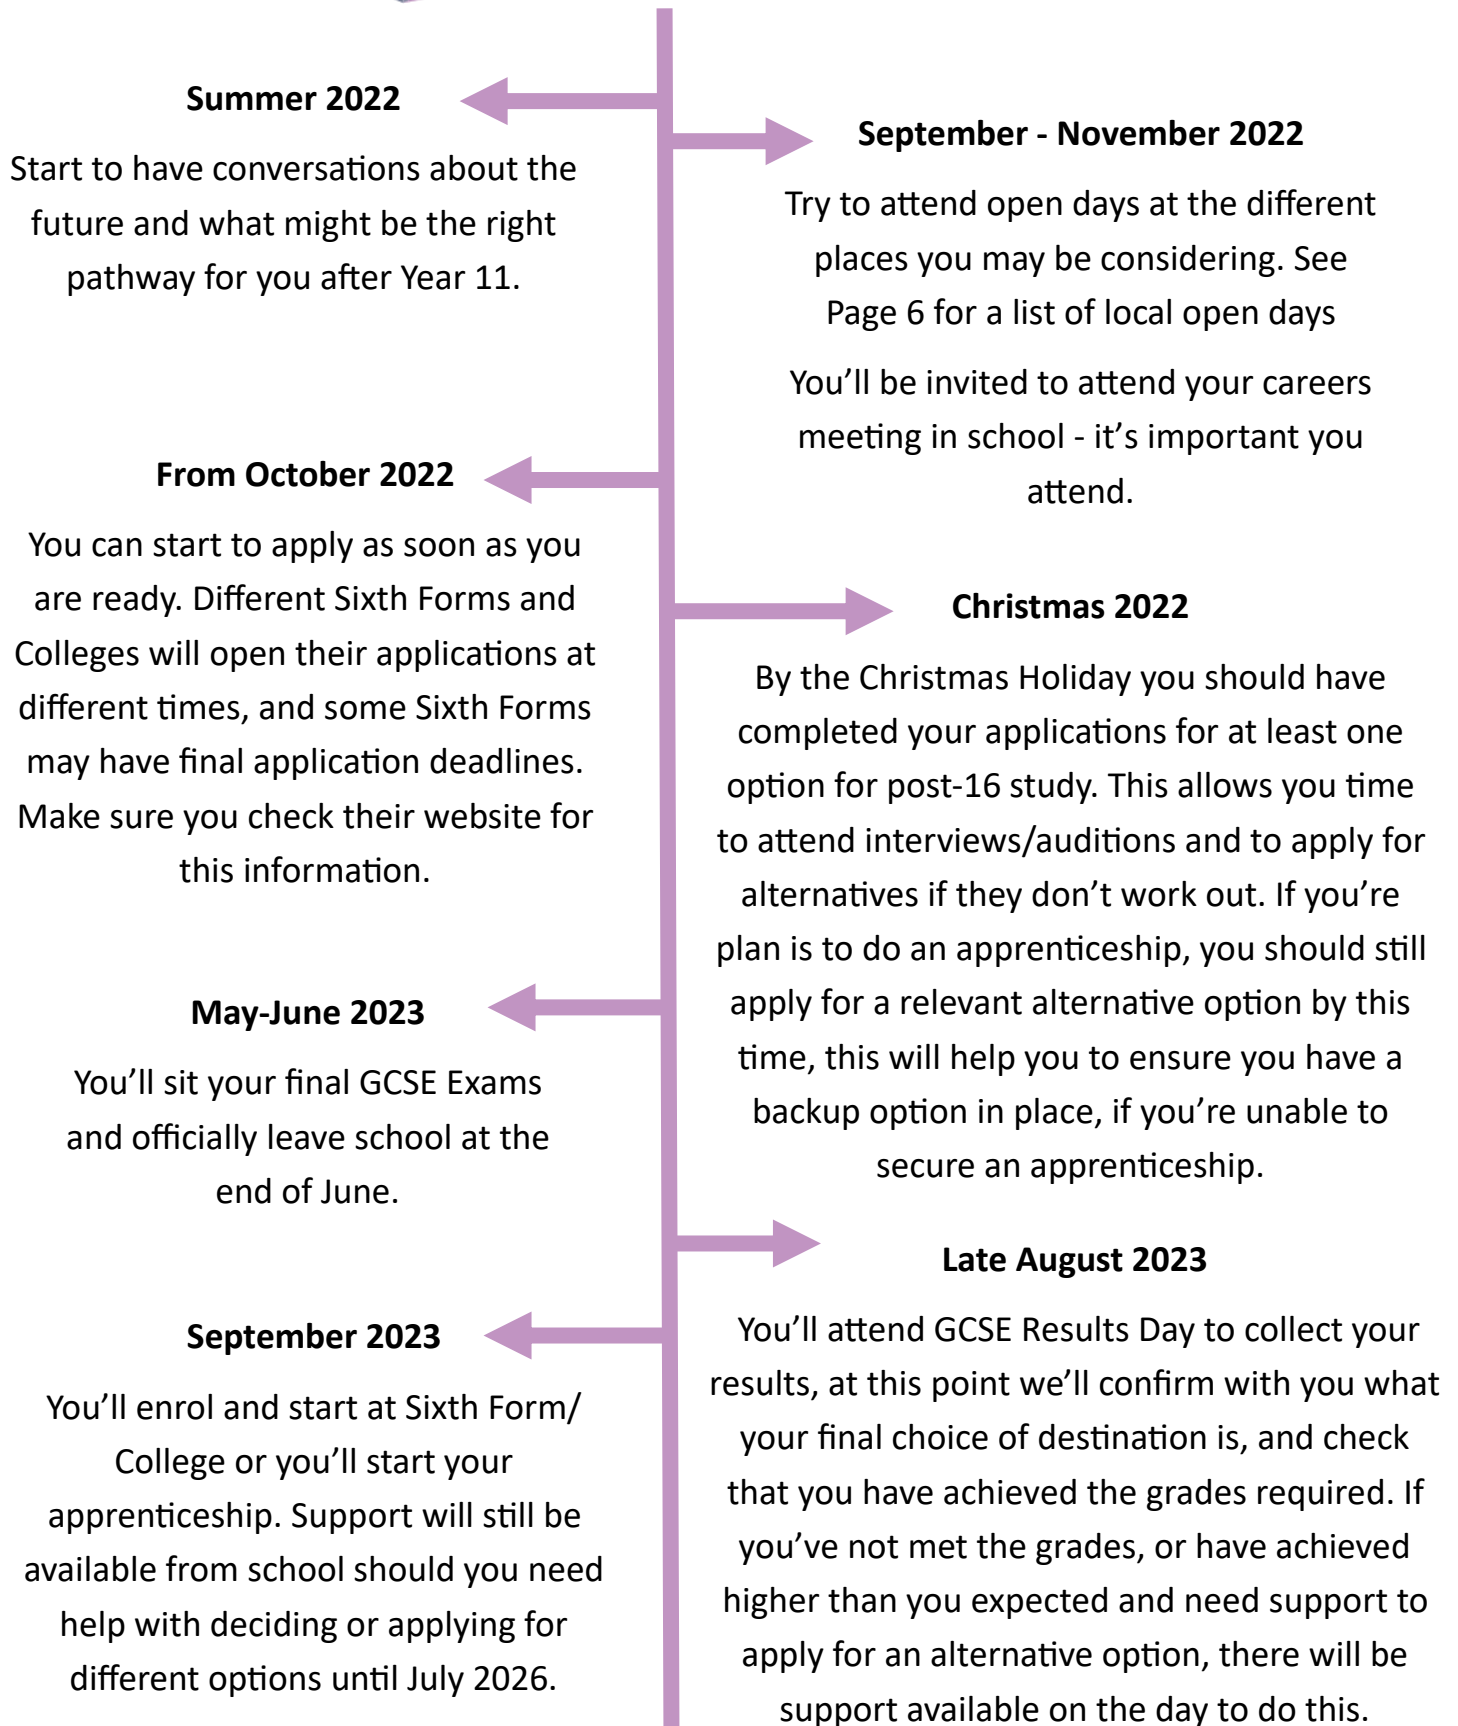 Summer 2022
Start to have conversations about the
future and what might be the right
pathway for you after Year 11.
September - November 2022
Try to attend open days at the different
places you may be considering. See
Page 6 for a list of local open days
You’ll be invited to attend your careers
meeting in school - it’s important you
attend.
From October 2022
You can start to apply as soon as you
are ready. Different Sixth Forms and
Colleges will open their applications at
different times, and some Sixth Forms
may have final application deadlines.
Make sure you check their website for
this information.
Christmas 2022
By the Christmas Holiday you should have
completed your applications for at least one
option for post-16 study. This allows you time
to attend interviews/auditions and to apply for
alternatives if they don’t work out. If you’re
plan is to do an apprenticeship, you should still
apply for a relevant alternative option by this
time, this will help you to ensure you have a
backup option in place, if you’re unable to
secure an apprenticeship.
May-June 2023
You’ll sit your final GCSE Exams
and officially leave school at the
end of June.
Late August 2023
You’ll attend GCSE Results Day to collect your
results, at this point we’ll confirm with you what
your final choice of destination is, and check
that you have achieved the grades required. If
you’ve not met the grades, or have achieved
higher than you expected and need support to
apply for an alternative option, there will be
support available on the day to do this.
September 2023
You’ll enrol and start at Sixth Form/
College or you’ll start your
apprenticeship. Support will still be
available from school should you need
help with deciding or applying for
different options until July 2026.